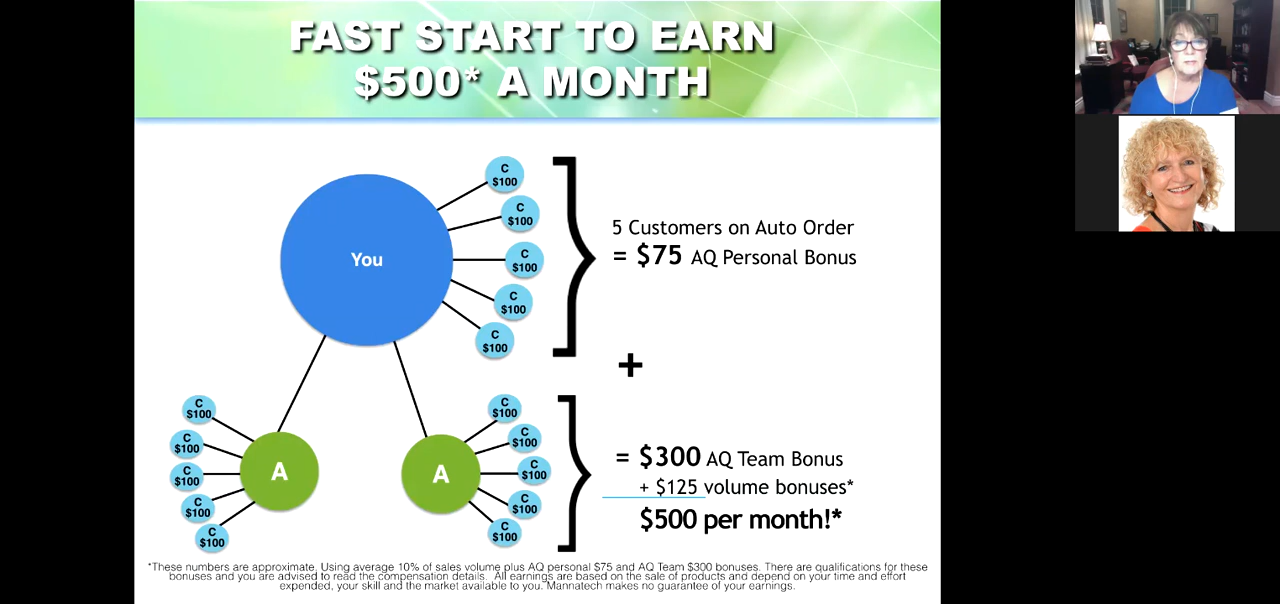 FAST START TO EARN
$500* A MONTH
You
C
$100
C
$100
C
$100
C
$100
C
$100
5 Customers on Auto Order
= $75 AQ Personal Bonus
+
C
$100
C
$100
C
$100
C
$100
C
$100
A
A
C
$100
C
$100
C
$100
C
$100
C
$100
= $300 AQ Team Bonus
+ $125 volume bonuses*
$500 per month!*
*These numbers are approximate. Using average 10% of sales volume plus AQ personal $75 and AQ Team $300 bonuses. There are qualifications for these
bonuses and you are advised to read the compensation details. All earnings are based on the sale of products and depend on your time and effort
expended, your skill and the market available to you. Mannatech makes no guarantee of your earnings.